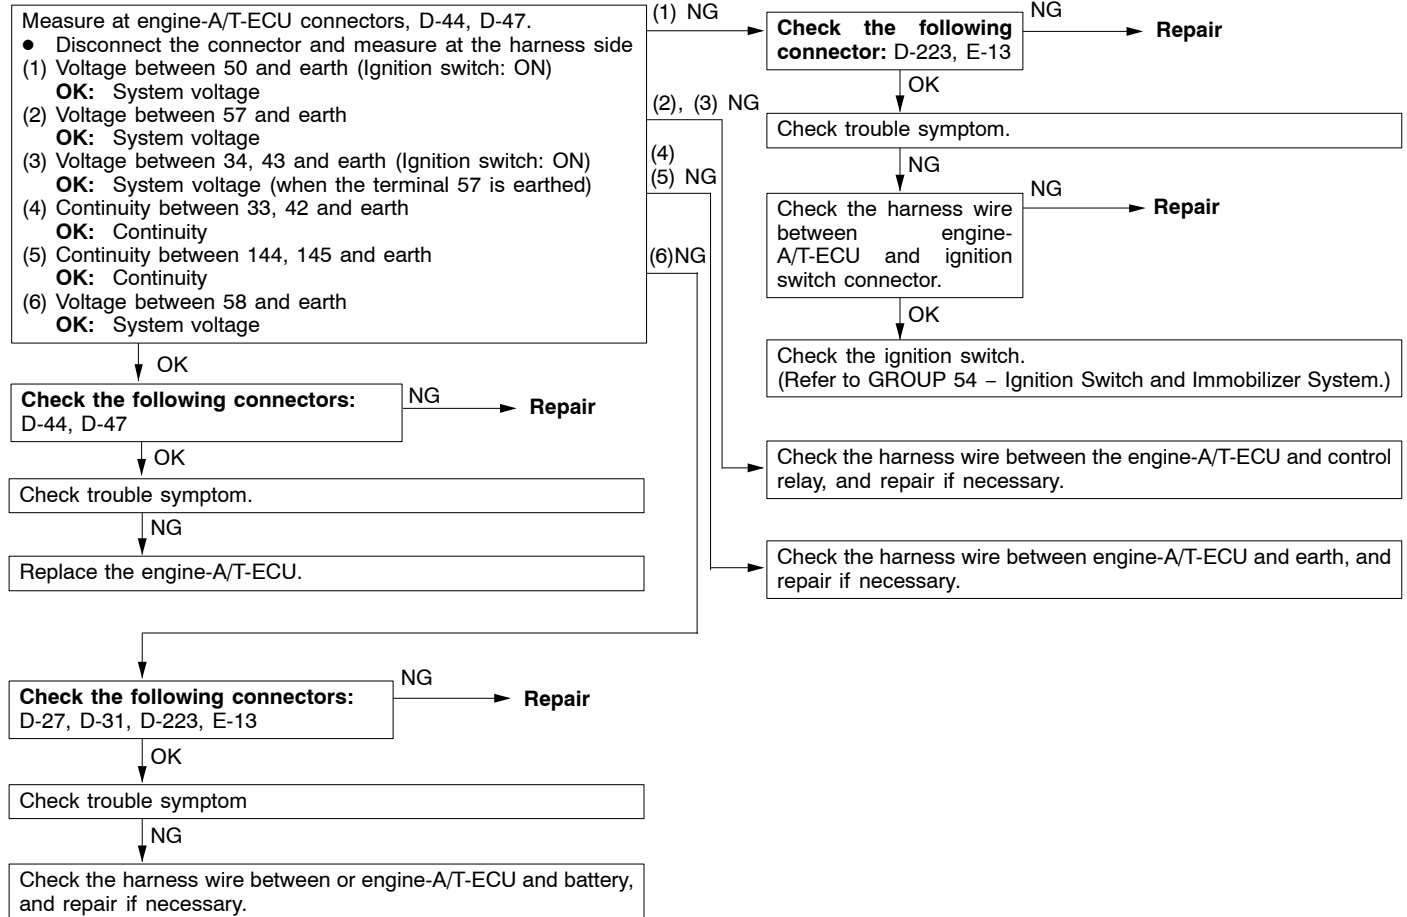 Measure at engine-A/T-ECU connectors, D-44, D-47.
● Disconnect the connector and measure at the harness side
(1) Voltage between 50 and earth (Ignition switch: ON)
OK: System voltage
(2) Voltage between 57 and earth
OK: System voltage
(3) Voltage between 34, 43 and earth (Ignition switch: ON)
OK: System voltage (when the terminal 57 is earthed)
(4) Continuity between 33, 42 and earth
OK: Continuity
(5) Continuity between 144, 145 and earth
OK: Continuity
(6) Voltage between 58 and earth
OK: System voltage
(1) NG
Check the following
connector: D-223, E-13
NG
Repair
OK
Check trouble symptom.
NG
Check the harness wire
between engine-
A/T-ECU and ignition
switch connector.
NG
Repair
OK
Check the ignition switch.
(Refer to GROUP 54 – Ignition Switch and Immobilizer System.)
(2), (3) NG
Check the harness wire between the engine-A/T-ECU and control
relay, and repair if necessary.
(4)
(5) NG
Check the harness wire between engine-A/T-ECU and earth, and
repair if necessary.
(6)NG
OK
Check the following connectors:
D-44, D-47
NG
Repair
OK
Check trouble symptom.
NG
Replace the engine-A/T-ECU.
Check the following connectors:
D-27, D-31, D-223, E-13
NG
Repair
OK
Check trouble symptom
NG
Check the harness wire between or engine-A/T-ECU and battery,
and repair if necessary.